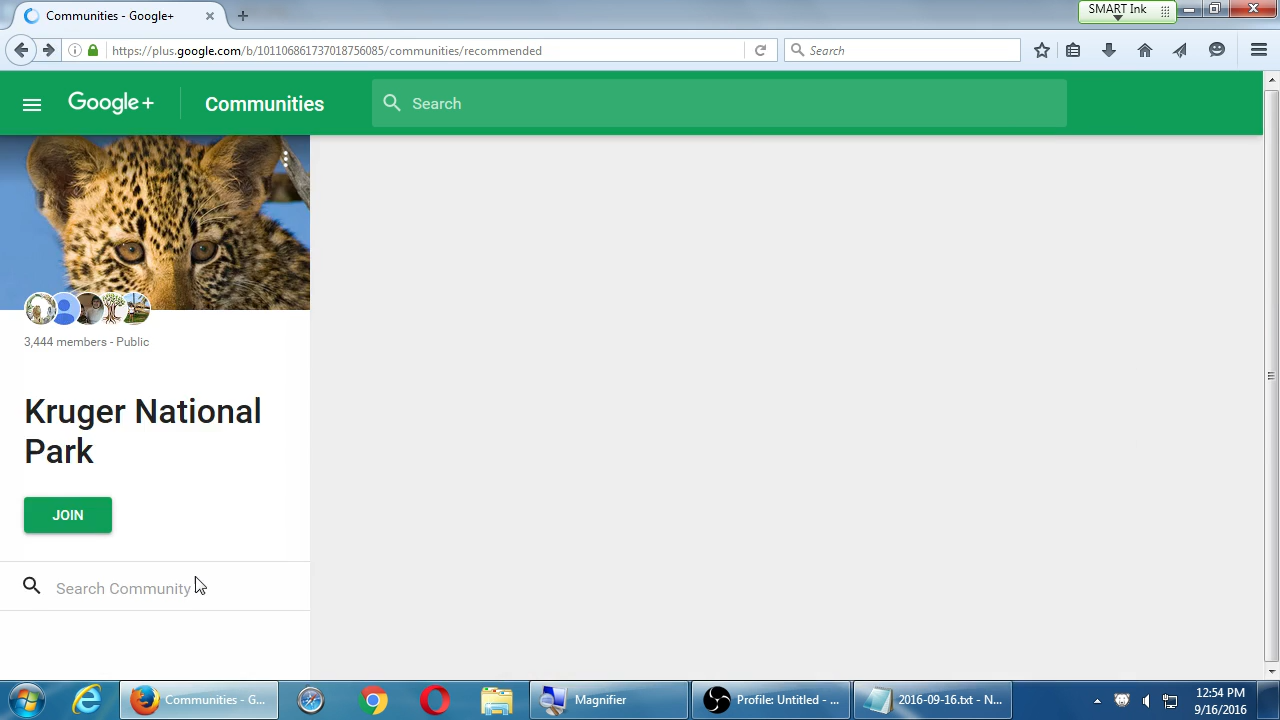 Communities - Google+
SMART Ink
https://plus.google.com/b/101106861737018756085/communities/recommended
Search
Google+
Communities
Search
3,444 members - Public
Kruger National
Park
JOIN
Search Community
Communities - G...
Magnifier
Profile: Untitled - ...
2016-09-16.txt - N...
12:54 PM
9/16/2016